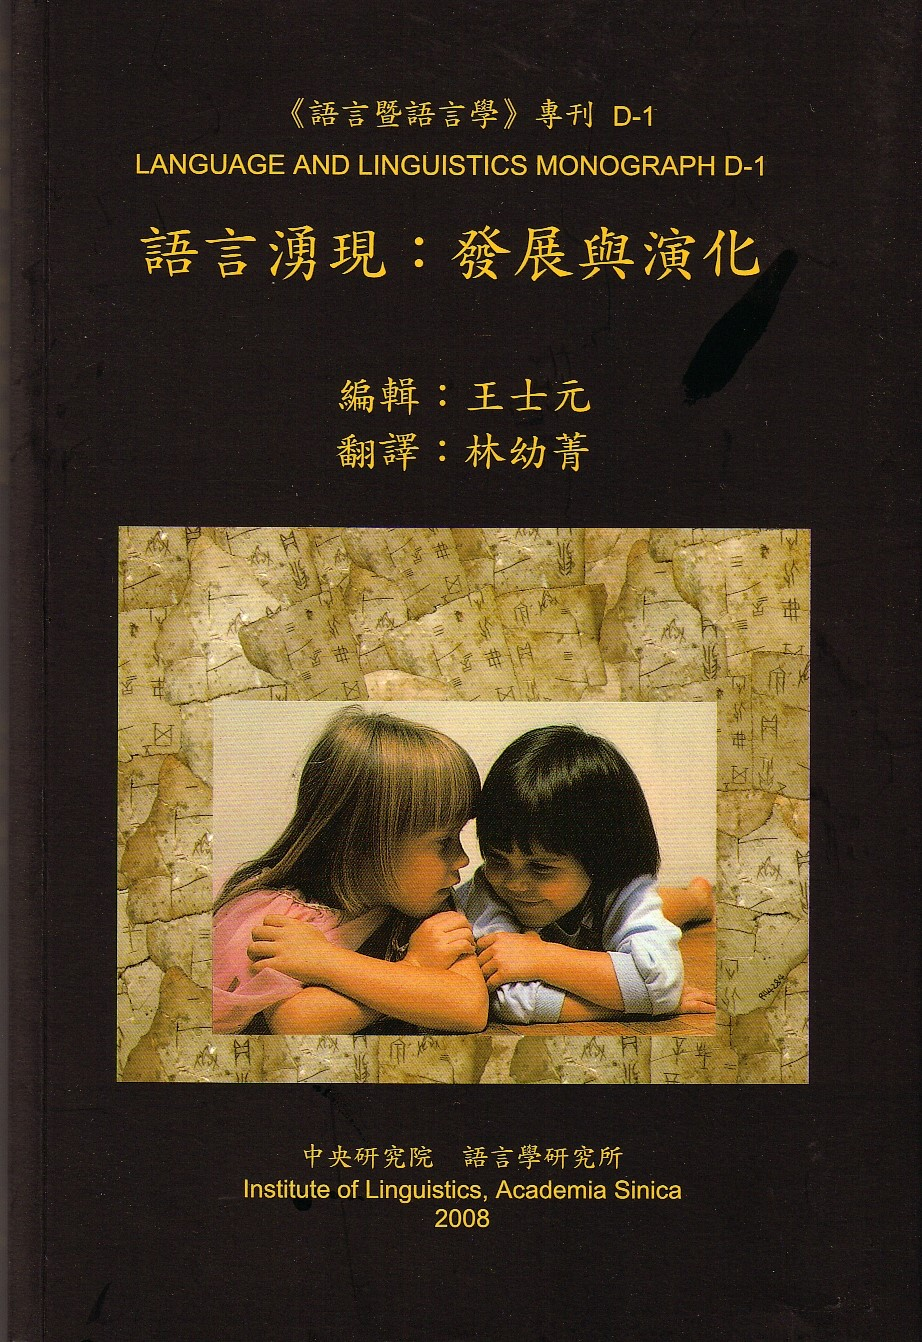 《語言暨語言學》專刊 D-1
LANGUAGE AND LINGUISTICS MONOGRAPH D-1
語言湧現：發展與演化
編輯：王士元
翻譯：林幼菁
中央研究院 語言學研究所
Institute of Linguistics, Academia Sinica
2008